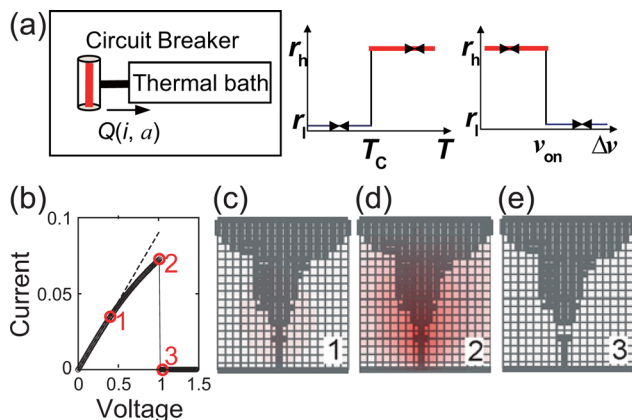 (a)
Circuit Breaker
Thermal bath
Q(i, a)
r_h
r_l
T_C
T
r_h
r_l
v_on
Δv
(b)
0.1
0.05
0
Current
0
0.5
1.0
1.5
Voltage
1
2
3
(c)
1
(d)
2
(e)
3